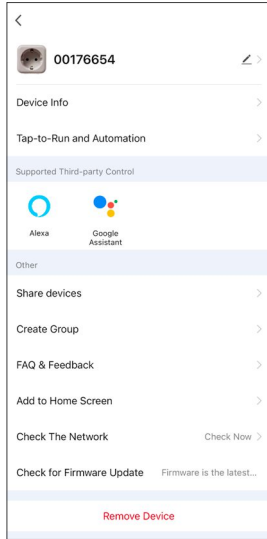 00176654
Device Info
Tap-to-Run and Automation
Supported Third-party Control
Alexa
Google
Assistant
Other
Share devices
Create Group
FAQ & Feedback
Add to Home Screen
Check The Network Check Now
Check for Firmware Update Firmware is the latest...
Remove Device